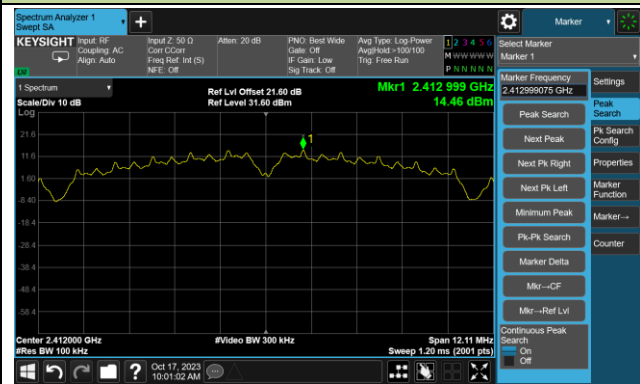 Spectrum Analyzer 1
Swept SA
Marker
KEYSIGHT
Input: RF
Coupling: AC
Align: Auto
Input Z: 50 Ω
Corr CCorr
Freq Ref: Int (S)
NFE: Off
Atten: 20 dB
PNO: Best Wide
Gate: Off
IF Gain: Low
Sig Track: Off
Avg Type: Log-Power
Avg|Hold:>100/100
Trig: Free Run
1 2 3 4 5 6
M W W W W W
P N N N N N
LXI
1 Spectrum
Scale/Div 10 dB
Log
Ref Lvl Offset 21.60 dB
Ref Level 31.60 dBm
Mkr1 2.412 999 GHz
14.46 dBm
1
21.6
11.6
1.60
-8.40
-18.4
-28.4
-38.4
-48.4
-58.4
Center 2.412000 GHz
#Res BW 100 kHz
#Video BW 300 kHz
Span 12.11 MHz
Sweep 1.20 ms (2001 pts)
Select Marker
Marker 1
Marker Frequency
2.412999075 GHz
Peak Search
Next Peak
Next Pk Right
Next Pk Left
Minimum Peak
Pk-Pk Search
Marker Delta
Mkr→CF
Mkr→Ref Lvl
Continuous Peak
Search
On
Off
Settings
Peak
Search
Pk Search
Config
Properties
Marker
Function
Marker→
Counter
?
Oct 17, 2023
10:01:02 AM